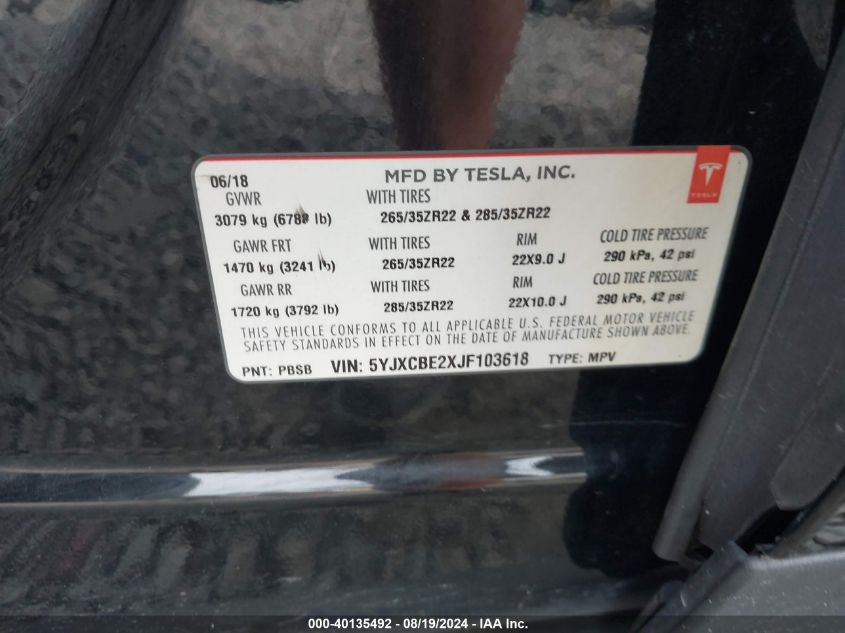 06/18 MFD BY TESLA, INC.
GVWR WITH TIRES
3079 kg (6788 lb) 265/35ZR22 & 285/35ZR22
GAWR FRT WITH TIRES RIM COLD TIRE PRESSURE
1470 kg (3241 lb) 265/35ZR22 22X9.0 J 290 kPa, 42 psi
GAWR RR WITH TIRES RIM COLD TIRE PRESSURE
1720 kg (3792 lb) 285/35ZR22 22X10.0 J 290 kPa, 42 psi
THIS VEHICLE CONFORMS TO ALL APPLICABLE U.S. FEDERAL MOTOR VEHICLE
SAFETY STANDARDS IN EFFECT ON THE DATE OF MANUFACTURE SHOWN ABOVE.
PNT: PBSB VIN: 5YJXCBE2XJF103618 TYPE: MPV
TESLA
000-40135492 - 08/19/2024 - IAA Inc.